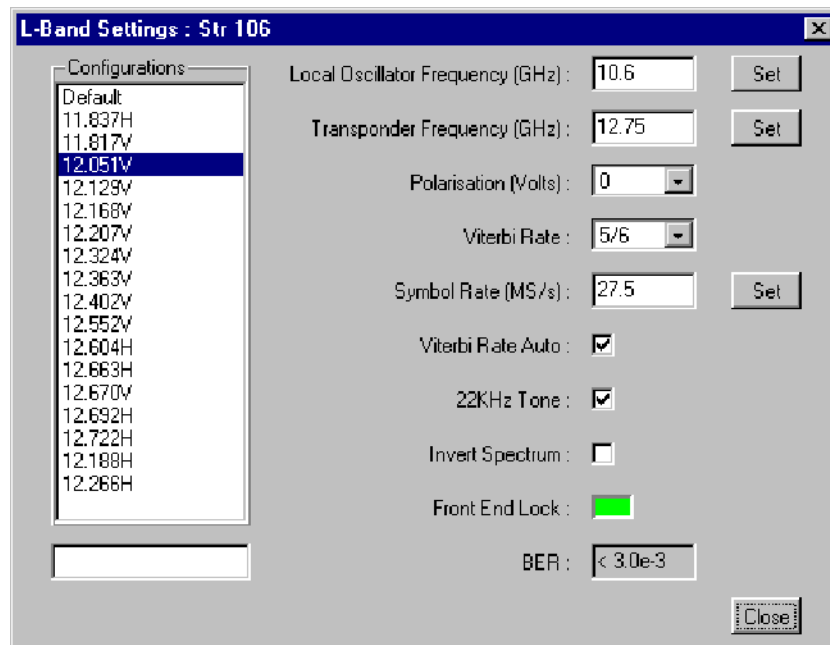 L-Band Settings : Str 106
Configurations
Default
11.837H
11.817V
12.051V
12.129V
12.168V
12.207V
12.324V
12.363V
12.402V
12.552V
12.604H
12.663H
12.670V
12.692H
12.722H
12.188H
12.266H
Local Oscillator Frequency (GHz) : 10.6 Set
Transponder Frequency (GHz) : 12.75 Set
Polarisation (Volts) : 0
Viterbi Rate : 5/6
Symbol Rate (MS/s) : 27.5 Set
Viterbi Rate Auto :
22KHz Tone :
Invert Spectrum :
Front End Lock :
BER : < 3.0e-3
Close